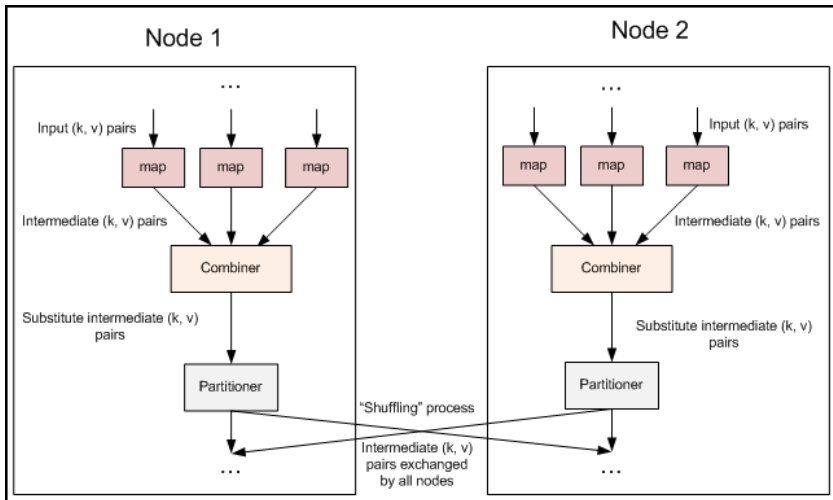 Node 1
...
Input (k, v) pairs
map
map
map
Intermediate (k, v) pairs
Combiner
Substitute intermediate (k, v)
pairs
Partitioner
...
Node 2
...
Input (k, v) pairs
map
map
map
Intermediate (k, v) pairs
Combiner
Substitute intermediate (k, v)
pairs
Partitioner
...
“Shuffling” process
Intermediate (k, v)
pairs exchanged
by all nodes